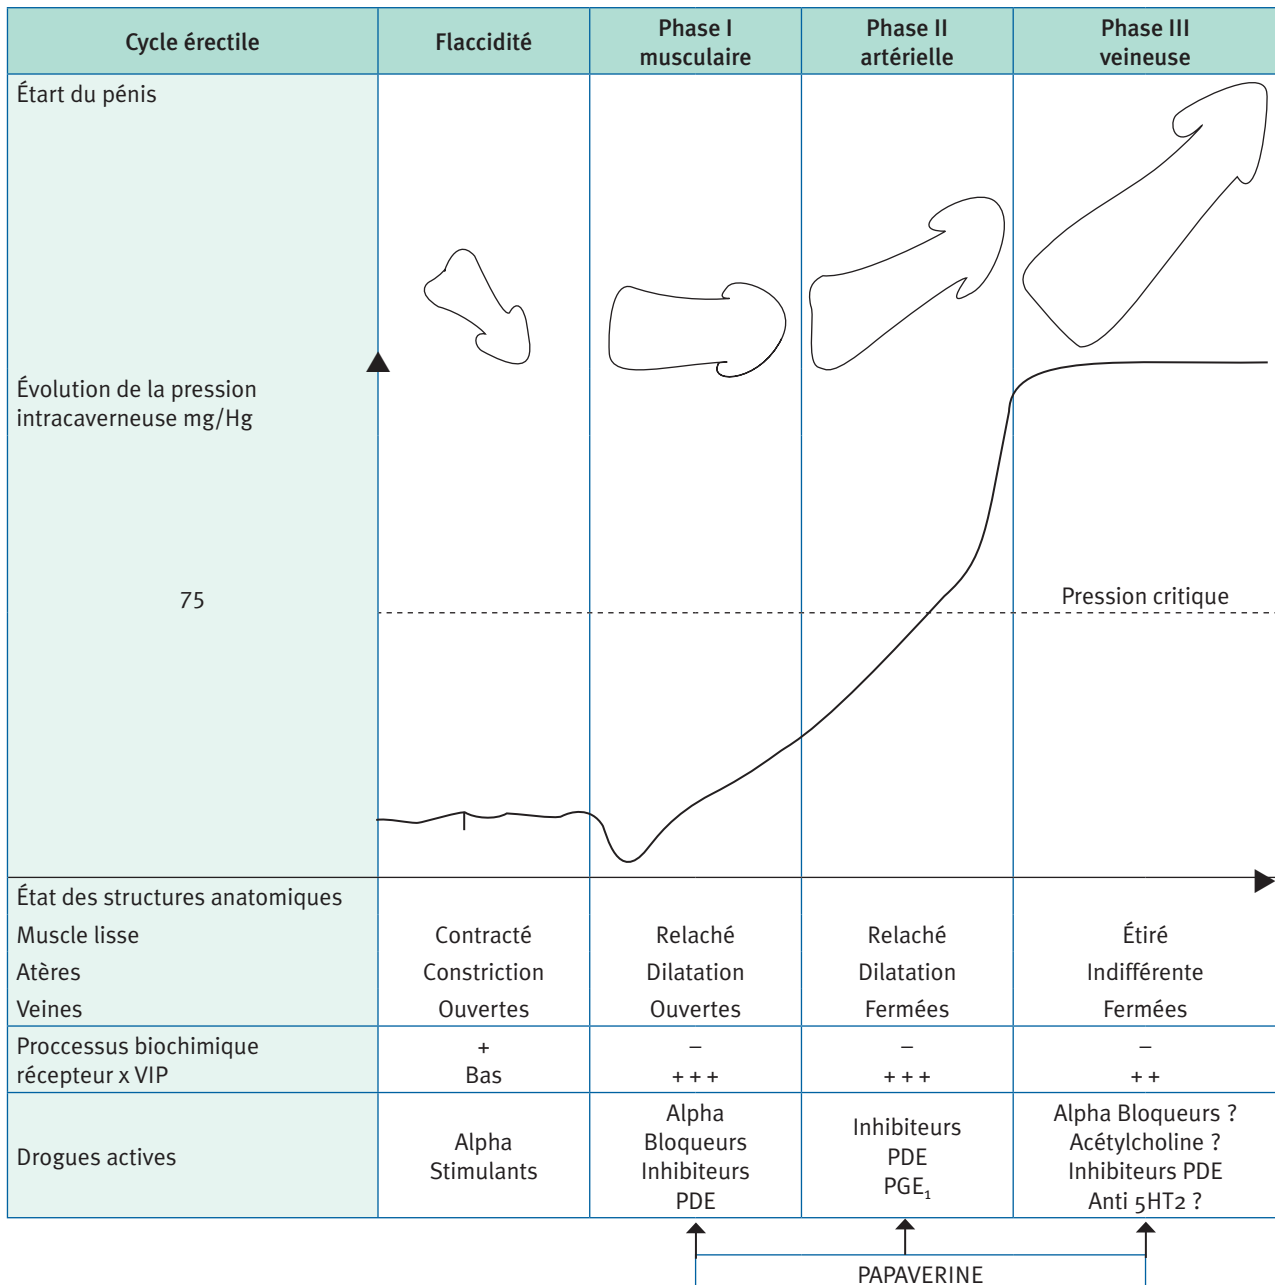 Cycle érectile
Flaccidité
Phase I
musculaire
Phase II
artérielle
Phase III
veineuse
Étart du pénis
Évolution de la pression
intracaverneuse mg/Hg
75
Pression critique
État des structures anatomiques
Muscle lisse
Contracté
Relaché
Relaché
Étiré
Atères
Constriction
Dilatation
Dilatation
Indifférente
Veines
Ouvertes
Ouvertes
Fermées
Fermées
Proccessus biochimique
récepteur x VIP
+
Bas
–
+ + +
–
+ + +
–
+ +
Drogues actives
Alpha
Stimulants
Alpha
Bloqueurs
Inhibiteurs
PDE
Inhibiteurs
PDE
PGE₁
Alpha Bloqueurs ?
Acétylcholine ?
Inhibiteurs PDE
Anti 5HT2 ?
PAPAVERINE